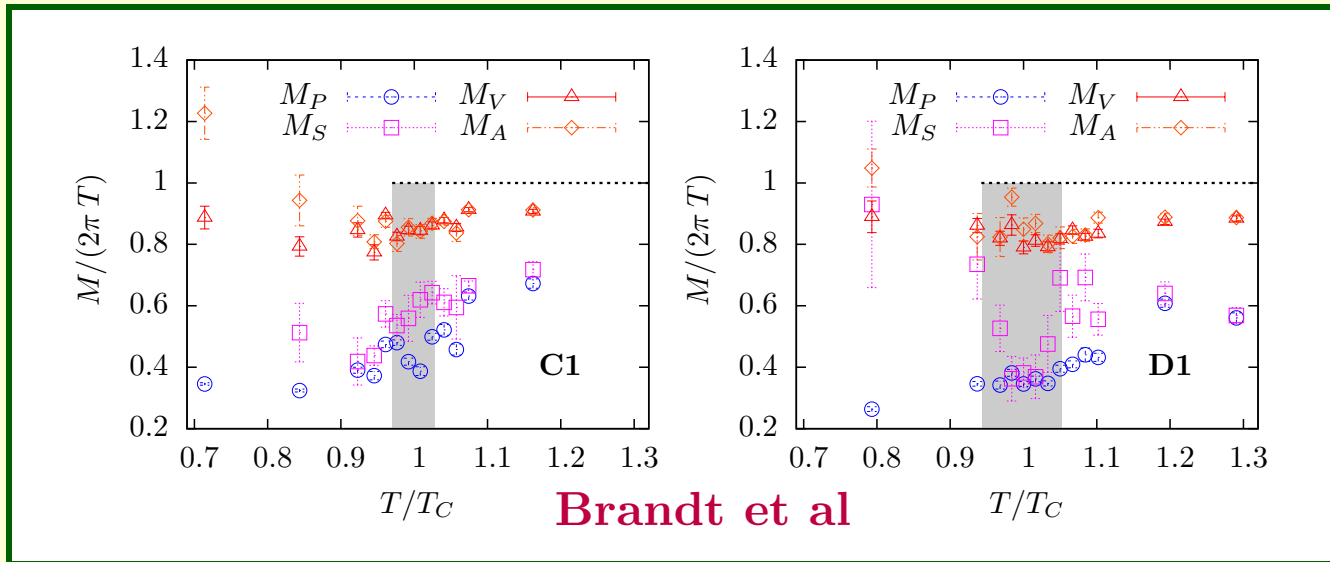 1.4
1.2
1
0.8
0.6
0.4
0.2
M/(2π T)
M_P M_V
M_S M_A
C1
0.7 0.8 0.9 1 1.1 1.2 1.3
T/T_C
1.4
1.2
1
0.8
0.6
0.4
0.2
M/(2π T)
M_P M_V
M_S M_A
D1
0.7 0.8 0.9 1 1.1 1.2 1.3
T/T_C
Brandt et al